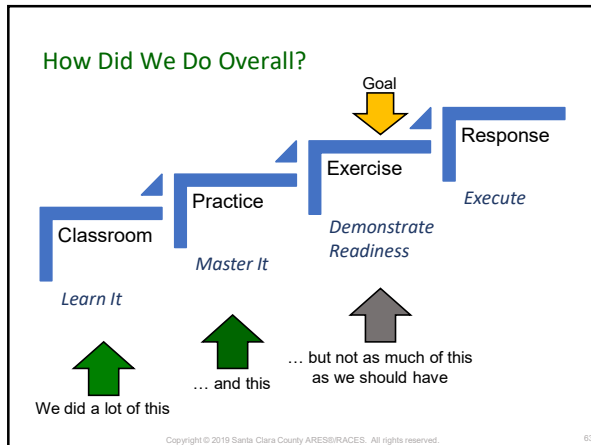 How Did We Do Overall?
Goal
Response
Exercise
Practice
Classroom
Execute
Demonstrate
Readiness
Master It
Learn It
… but not as much of this
as we should have
… and this
We did a lot of this
Copyright © 2019 Santa Clara County ARES®/RACES. All rights reserved.
63